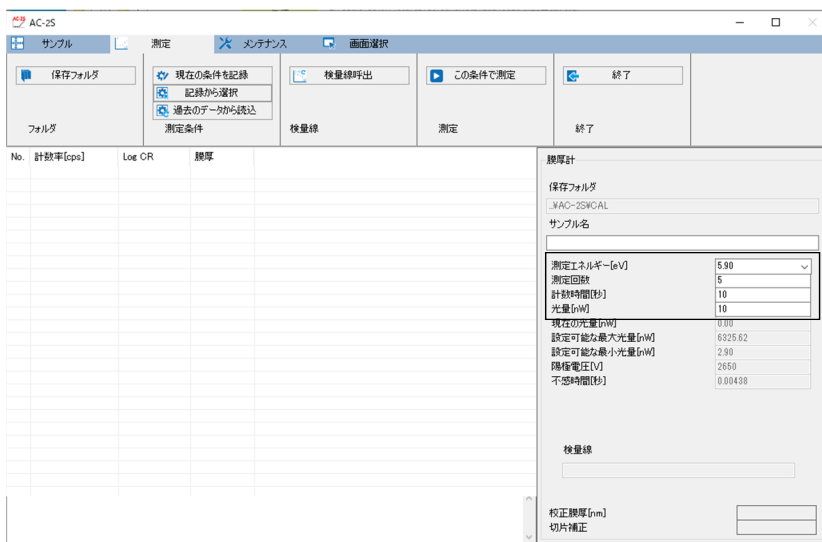 AC-2S
サンプル 測定 メンテナンス 画面選択
保存フォルダ 現在の条件を記録 検量線呼出 この条件で測定 終了
記録から選択
過去のデータから読込
フォルダ 測定条件 検量線 測定 終了
No. 計数率[cps] Log CR 膜厚
膜厚計
保存フォルダ
..¥AC-2S¥CAL
サンプル名
測定エネルギー[eV] 5.90
測定回数 5
計数時間[秒] 10
光量[nW] 10
現在の光量[nW] 0.00
設定可能な最大光量[nW] 6325.62
設定可能な最小光量[nW] 2.90
陽極電圧[V] 2650
不感時間[秒] 0.00438
検量線
校正膜厚[nm]
切片補正